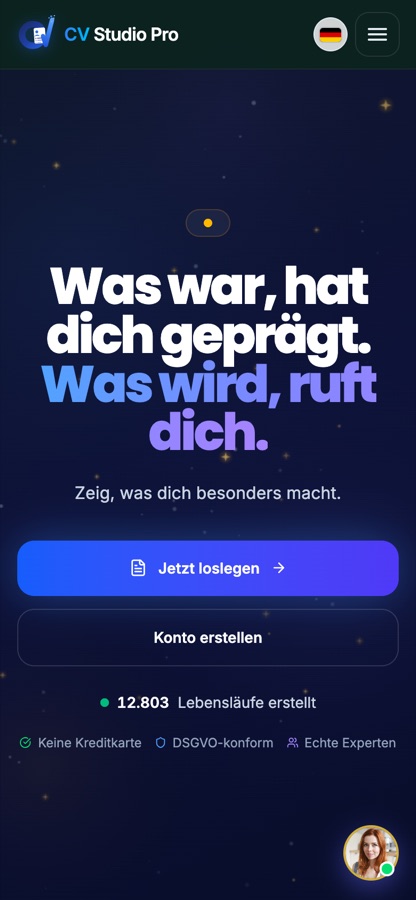 CV Studio Pro
Was war, hat
dich geprägt.
Was wird, ruft
dich.
Zeig, was dich besonders macht.
Jetzt loslegen →
Konto erstellen
12.803 Lebensläufe erstellt
Keine Kreditkarte DSGVO-konform Echte Experten